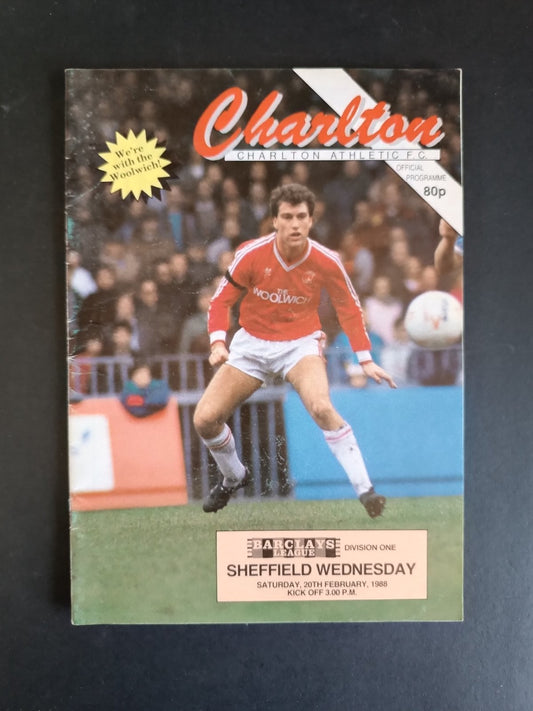 Charlton
CHARLTON ATHLETIC F.C.
OFFICIAL
PROGRAMME
80p
We're
with the
Woolwich!
THE
WOOLWICH
BARCLAYS
LEAGUE
DIVISION ONE
SHEFFIELD WEDNESDAY
SATURDAY, 20TH FEBRUARY, 1988
KICK OFF 3.00 P.M.